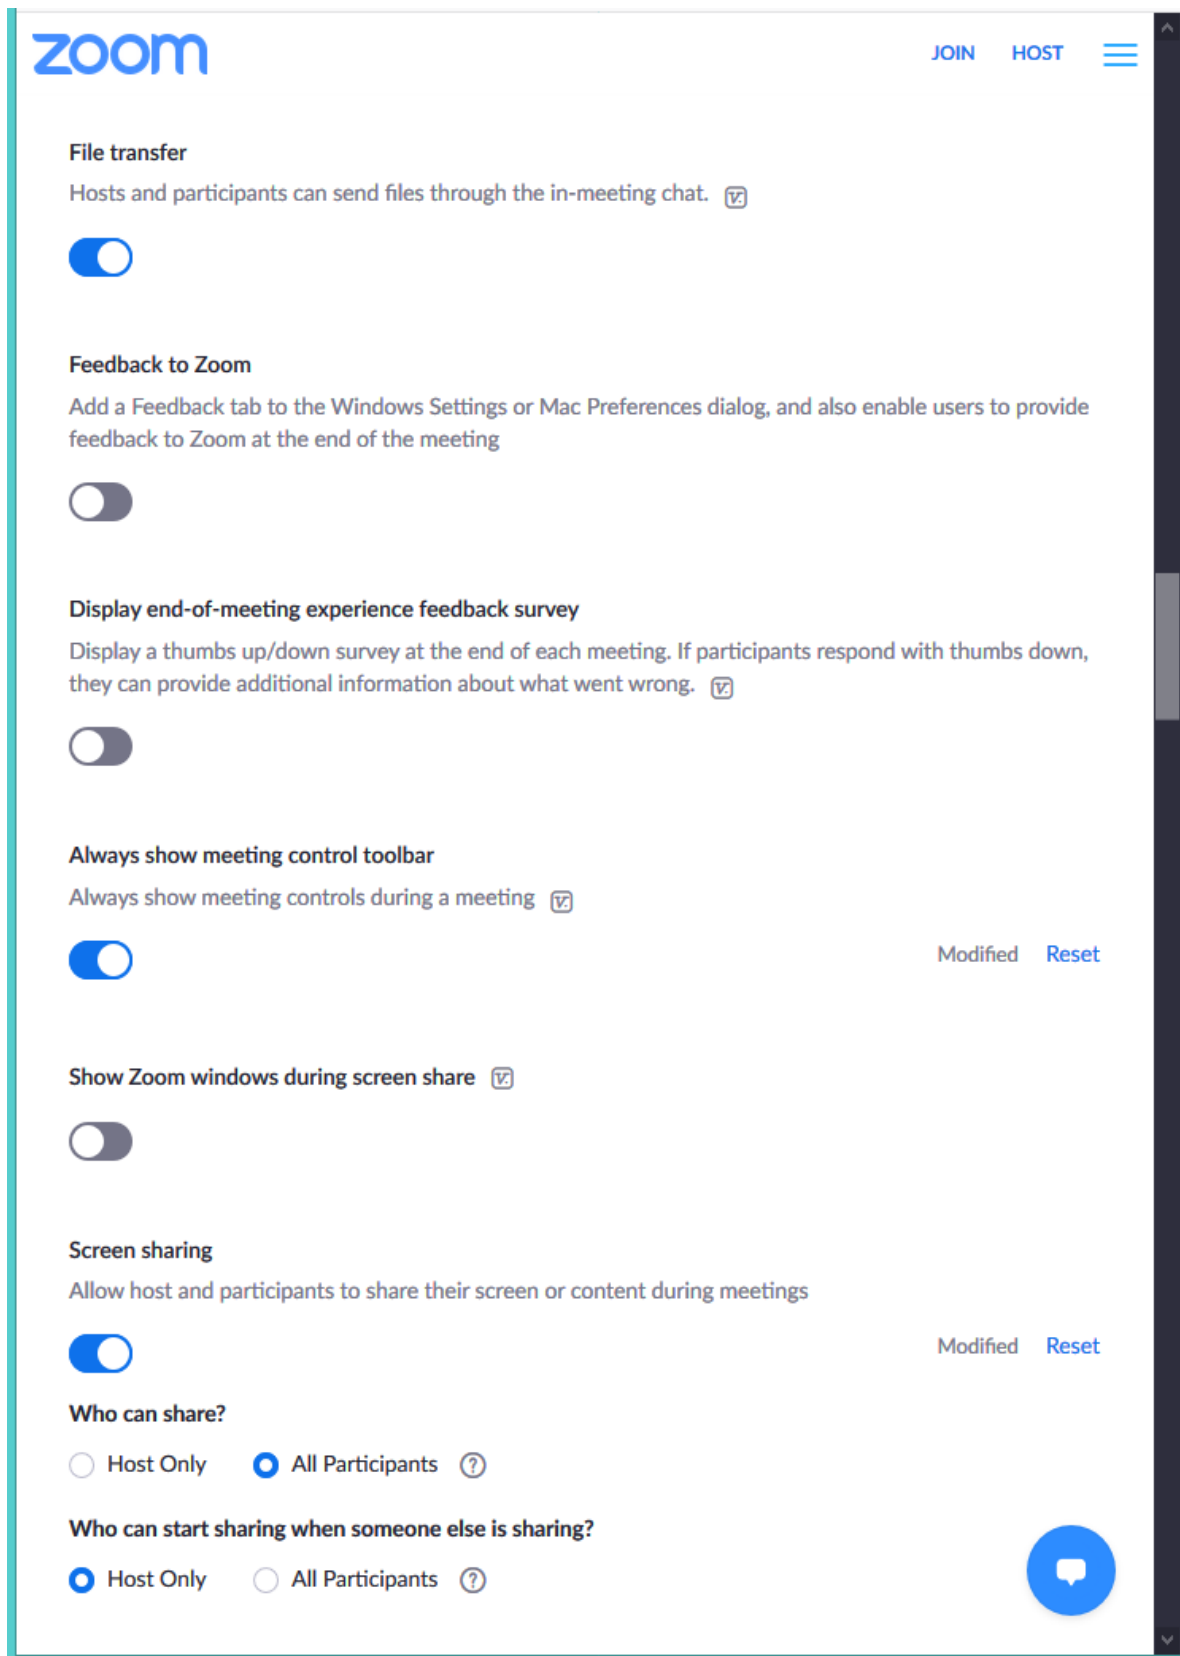 zoom
JOIN HOST
File transfer
Hosts and participants can send files through the in-meeting chat.
Feedback to Zoom
Add a Feedback tab to the Windows Settings or Mac Preferences dialog, and also enable users to provide
feedback to Zoom at the end of the meeting
Display end-of-meeting experience feedback survey
Display a thumbs up/down survey at the end of each meeting. If participants respond with thumbs down,
they can provide additional information about what went wrong.
Always show meeting control toolbar
Always show meeting controls during a meeting
Modified Reset
Show Zoom windows during screen share
Screen sharing
Allow host and participants to share their screen or content during meetings
Modified Reset
Who can share?
Host Only All Participants ?
Who can start sharing when someone else is sharing?
Host Only All Participants ?